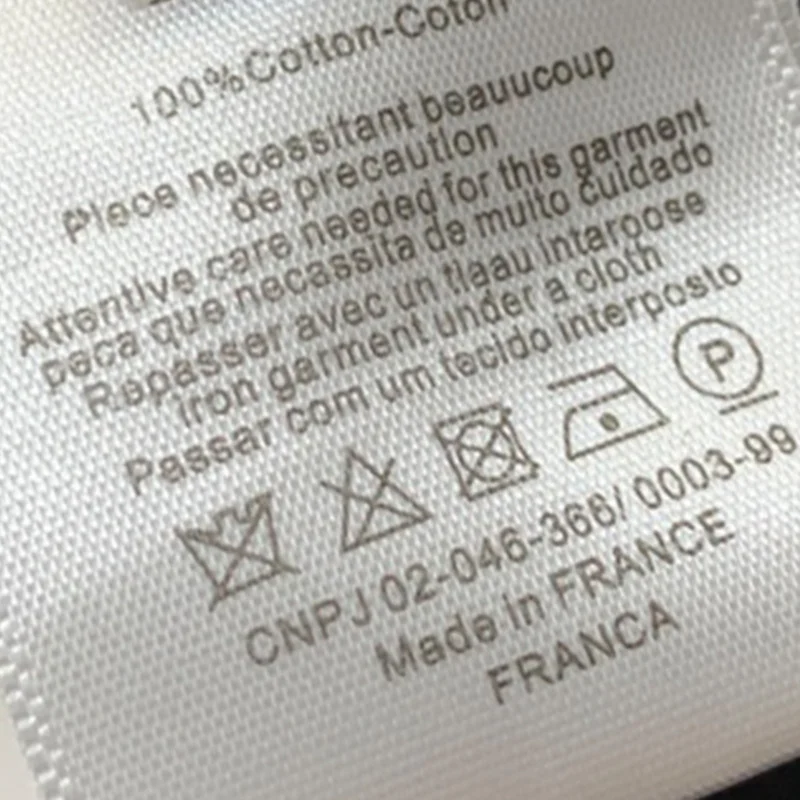 100%Cotton-Coton
Piece necessitant beauucoup
de precaution
Attentive care needed for this garment
peca que necassita de muito cuidado
Repasser avec un tlaau intaroose
Iron garment under a cloth
Passar com um tecido interposto
P
CNPJ 02-046-366/ 0003-99
Made in FRANCE
FRANCA